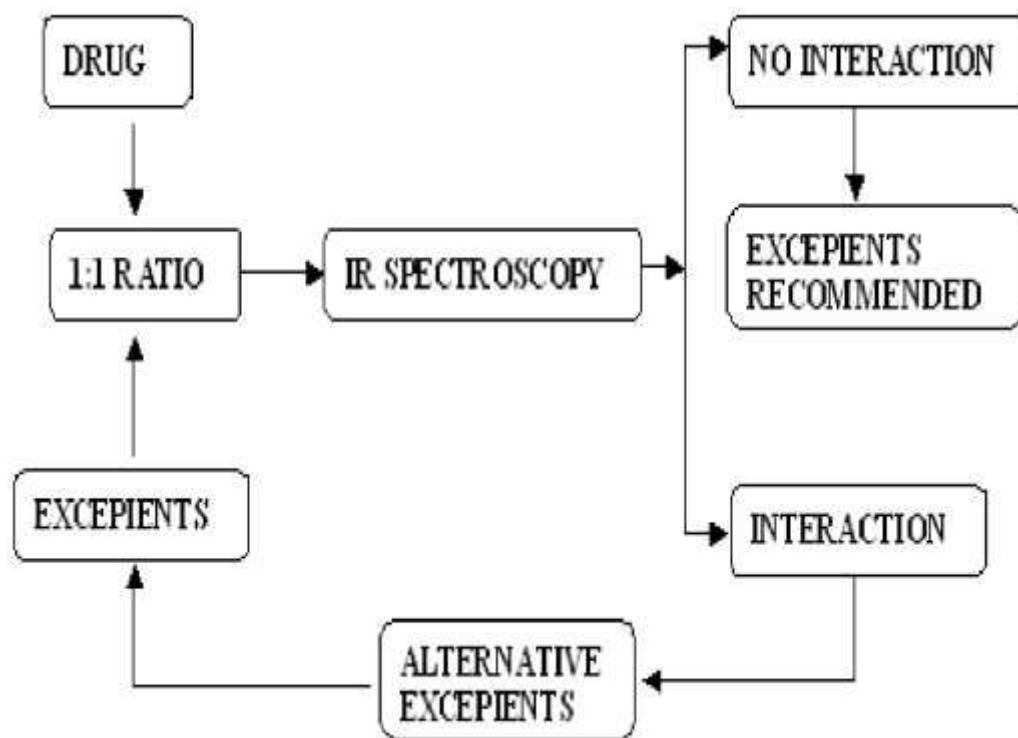 DRUG
NO INTERACTION
1:1 RATIO
IR SPECTROSCOPY
EXCEPIENTS
RECOMMENDED
EXCEPIENTS
INTERACTION
ALTERNATIVE
EXCEPIENTS